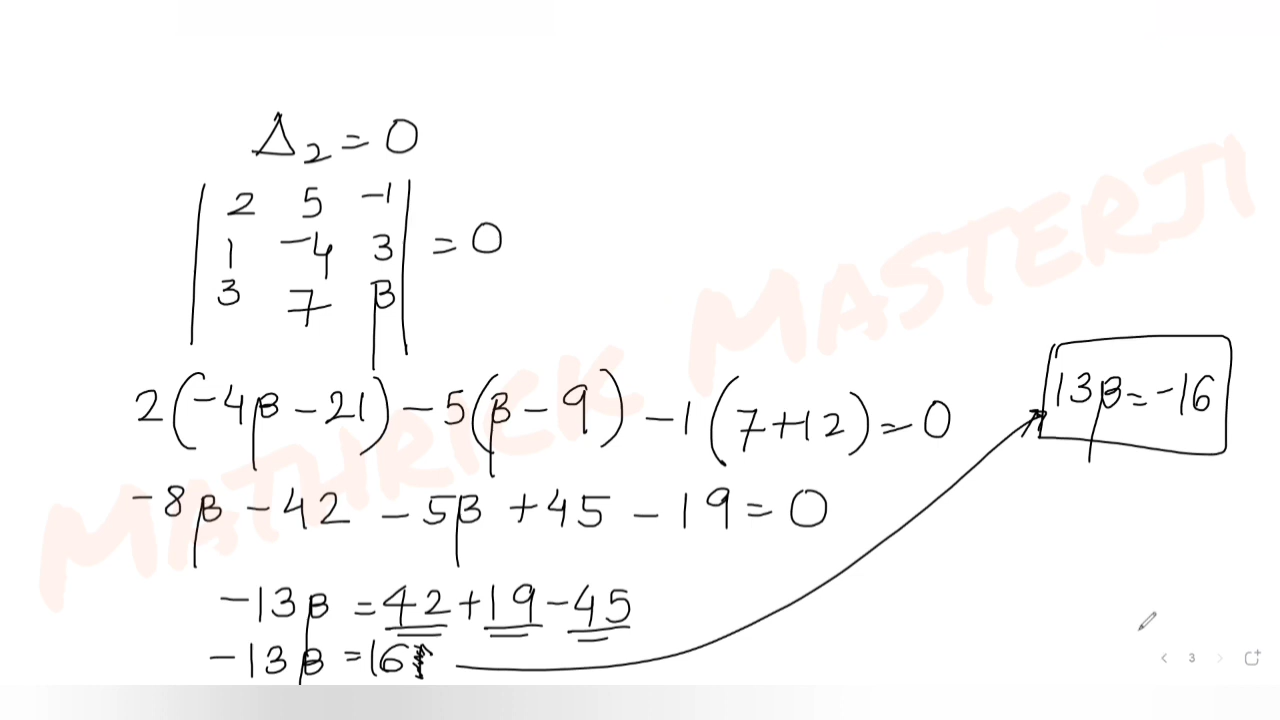 Δ₂ = 0
| 2 5 -1 |
| 1 -4 3 | = 0
| 3 7 β |
2(-4β - 21) - 5(β - 9) - 1(7+12) = 0
13β = -16
-8β - 42 - 5β + 45 - 19 = 0
-13β = 42 + 19 - 45
-13β = 16
MATHRICK MASTERJI
< 3 >